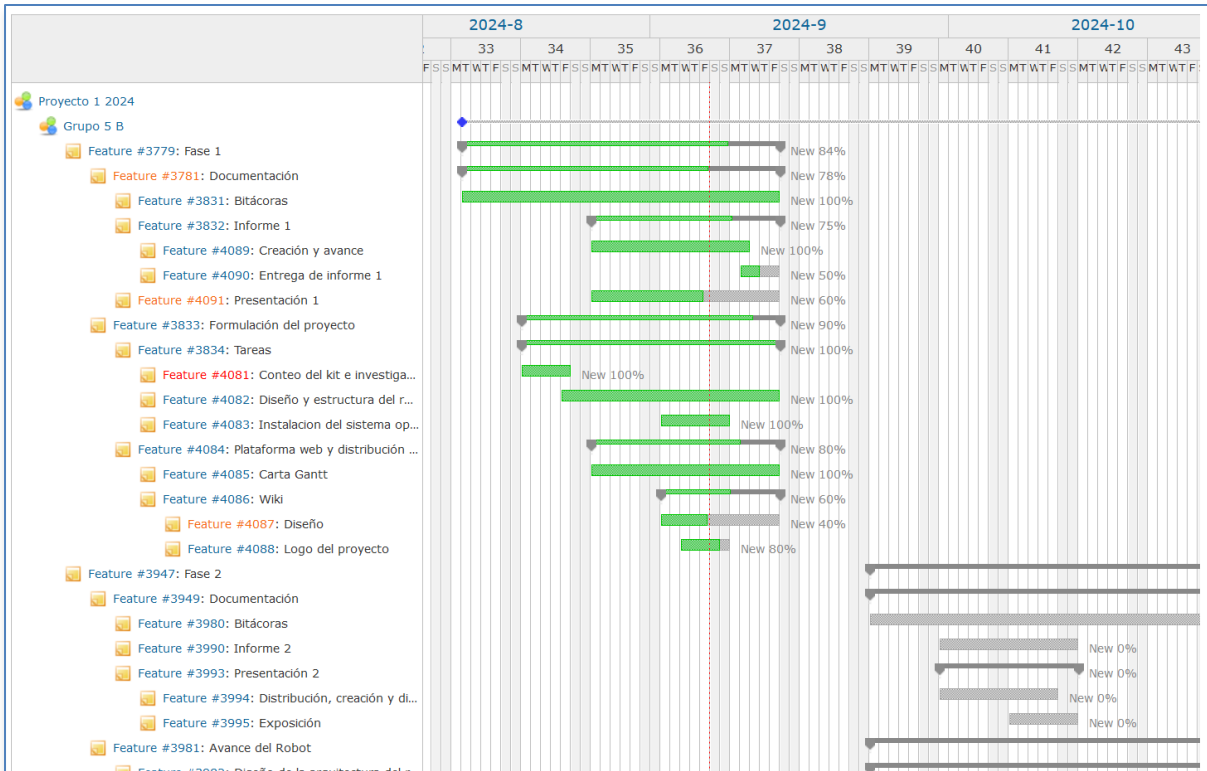 2024-8 2024-9 2024-10
33 34 35 36 37 38 39 40 41 42 43
F S S M T W T F S S M T W T F S S M T W T F S S M T W T F S S M T W T F S S M T W T F S S M T W T F S S M T W T F S S M T W T F S S M T W T F S S M T W T F
Proyecto 1 2024
Grupo 5 B
Feature #3779: Fase 1 New 84%
Feature #3781: Documentación New 78%
Feature #3831: Bitácoras New 100%
Feature #3832: Informe 1 New 75%
Feature #4089: Creación y avance New 100%
Feature #4090: Entrega de informe 1 New 50%
Feature #4091: Presentación 1 New 60%
Feature #3833: Formulación del proyecto New 90%
Feature #3834: Tareas New 100%
Feature #4081: Conteo del kit e investiga... New 100%
Feature #4082: Diseño y estructura del r... New 100%
Feature #4083: Instalacion del sistema op... New 100%
Feature #4084: Plataforma web y distribución ... New 80%
Feature #4085: Carta Gantt New 100%
Feature #4086: Wiki New 60%
Feature #4087: Diseño New 40%
Feature #4088: Logo del proyecto New 80%
Feature #3947: Fase 2
Feature #3949: Documentación
Feature #3980: Bitácoras
Feature #3990: Informe 2 New 0%
Feature #3993: Presentación 2 New 0%
Feature #3994: Distribución, creación y di... New 0%
Feature #3995: Exposición New 0%
Feature #3981: Avance del Robot